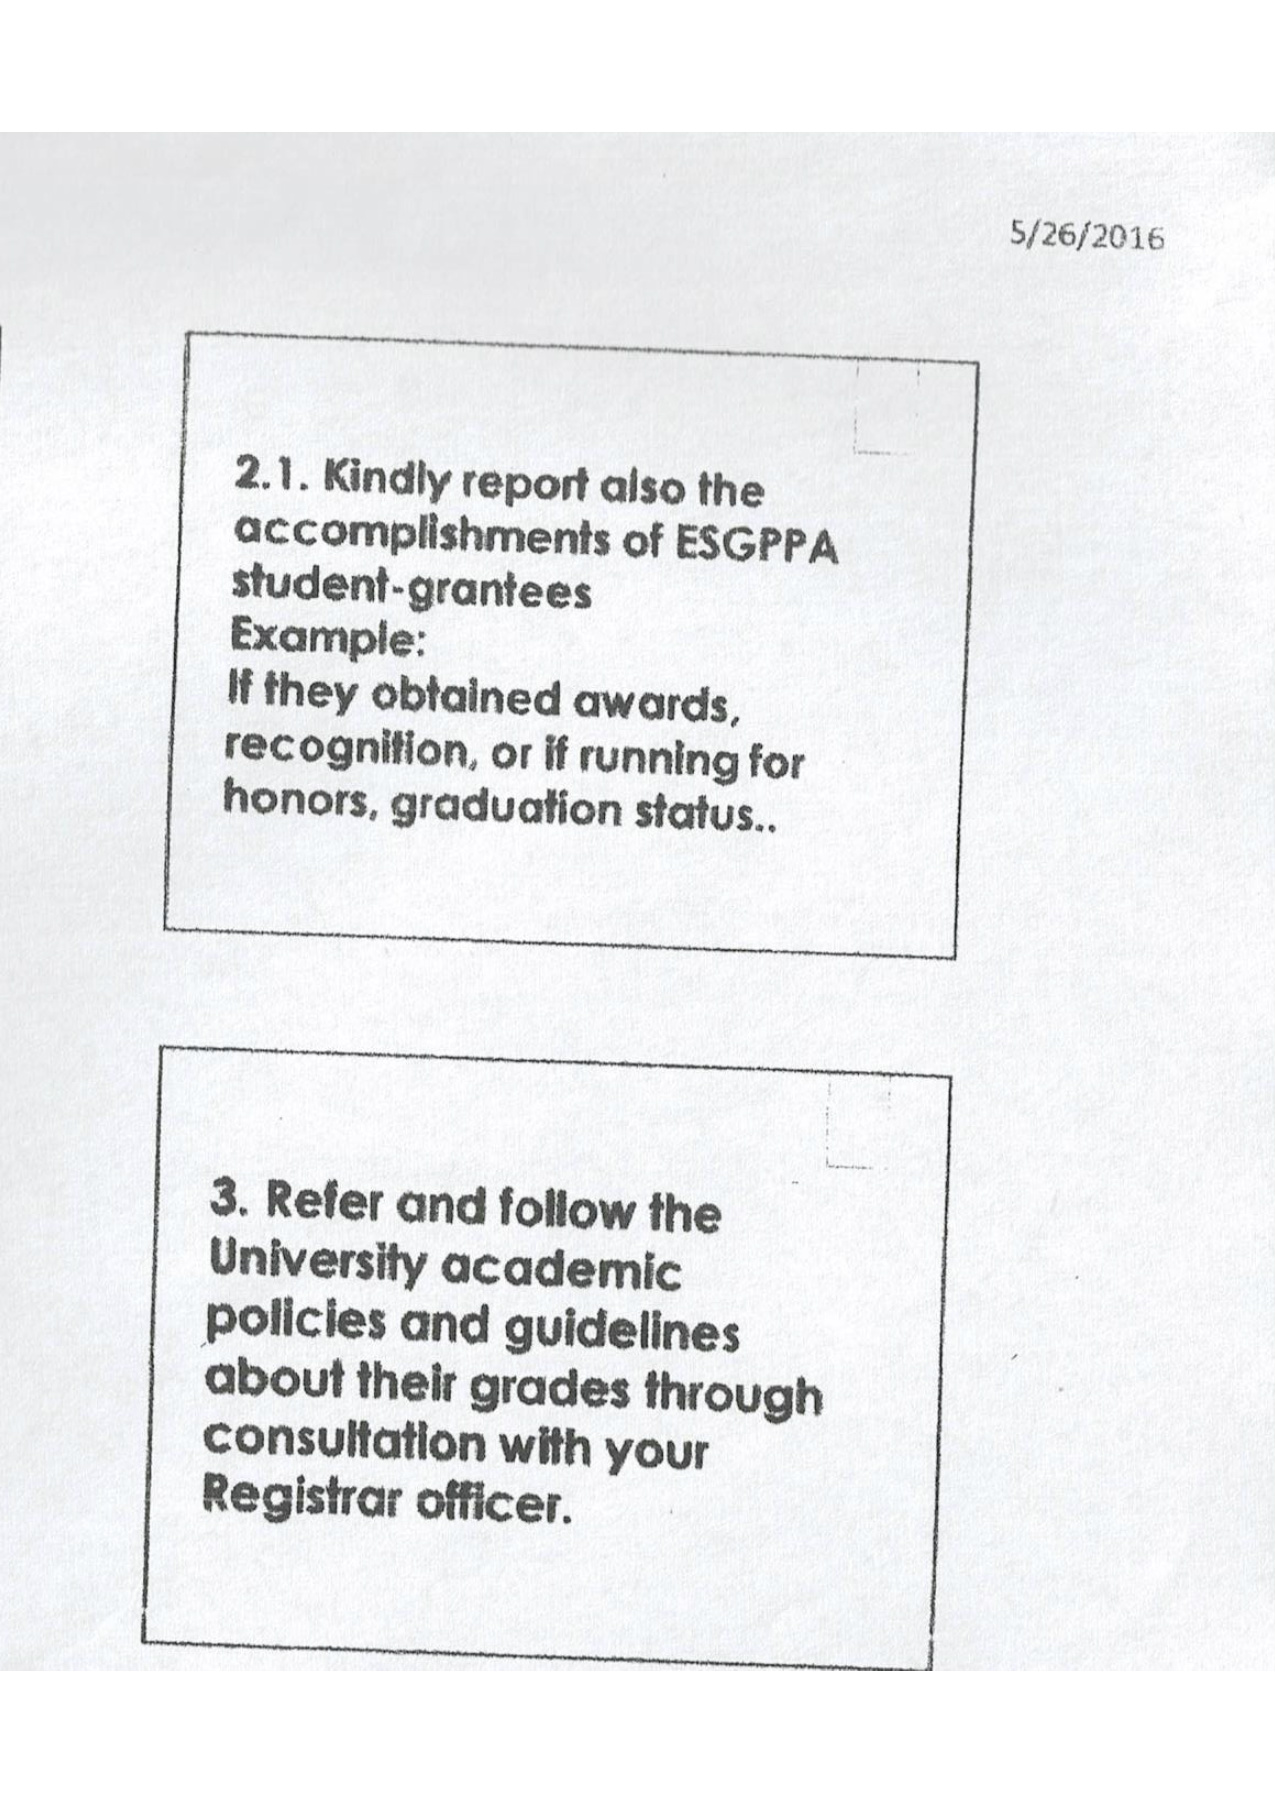 5/26/2016
2.1. Kindly report also the
accomplishments of ESGPPA
student-grantees
Example:
If they obtained awards,
recognition, or if running for
honors, graduation status..
3. Refer and follow the
University academic
policies and guidelines
about their grades through
consultation with your
Registrar officer.